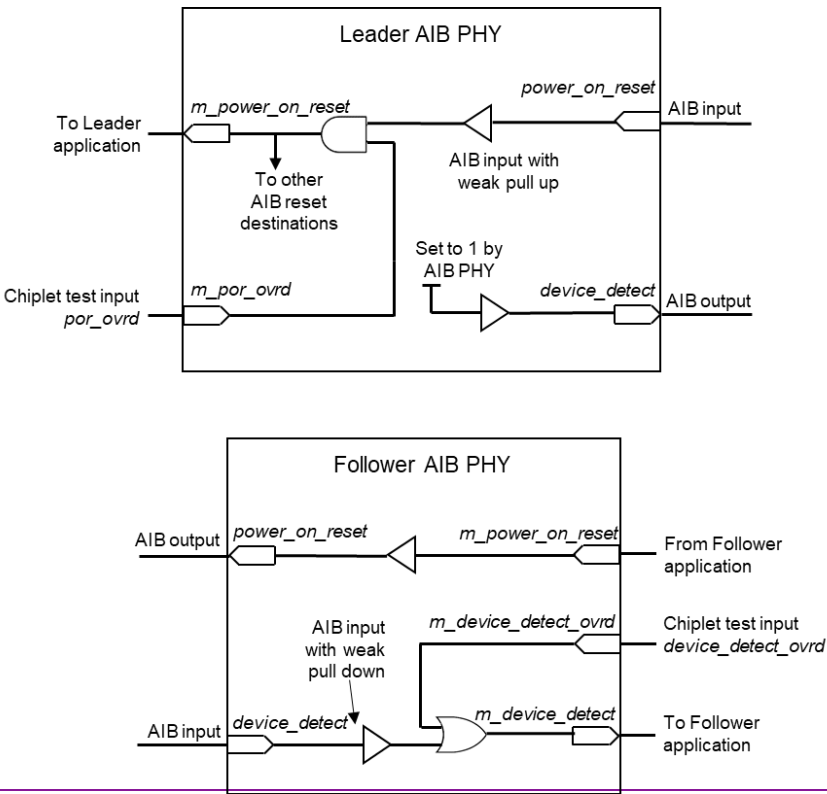 Leader AIB PHY
power_on_reset
m_power_on_reset
AIB input
To Leader
application
AIB input with
weak pull up
To other
AIB reset
destinations
Set to 1 by
AIB PHY
m_por_ovrd
device_detect
Chiplet test input
por_ovrd
AIB output
Follower AIB PHY
AIB output
power_on_reset
m_power_on_reset
From Follower
application
m_device_detect_ovrd
Chiplet test input
device_detect_ovrd
AIB input
with weak
pull down
AIB input
device_detect
m_device_detect
To Follower
application